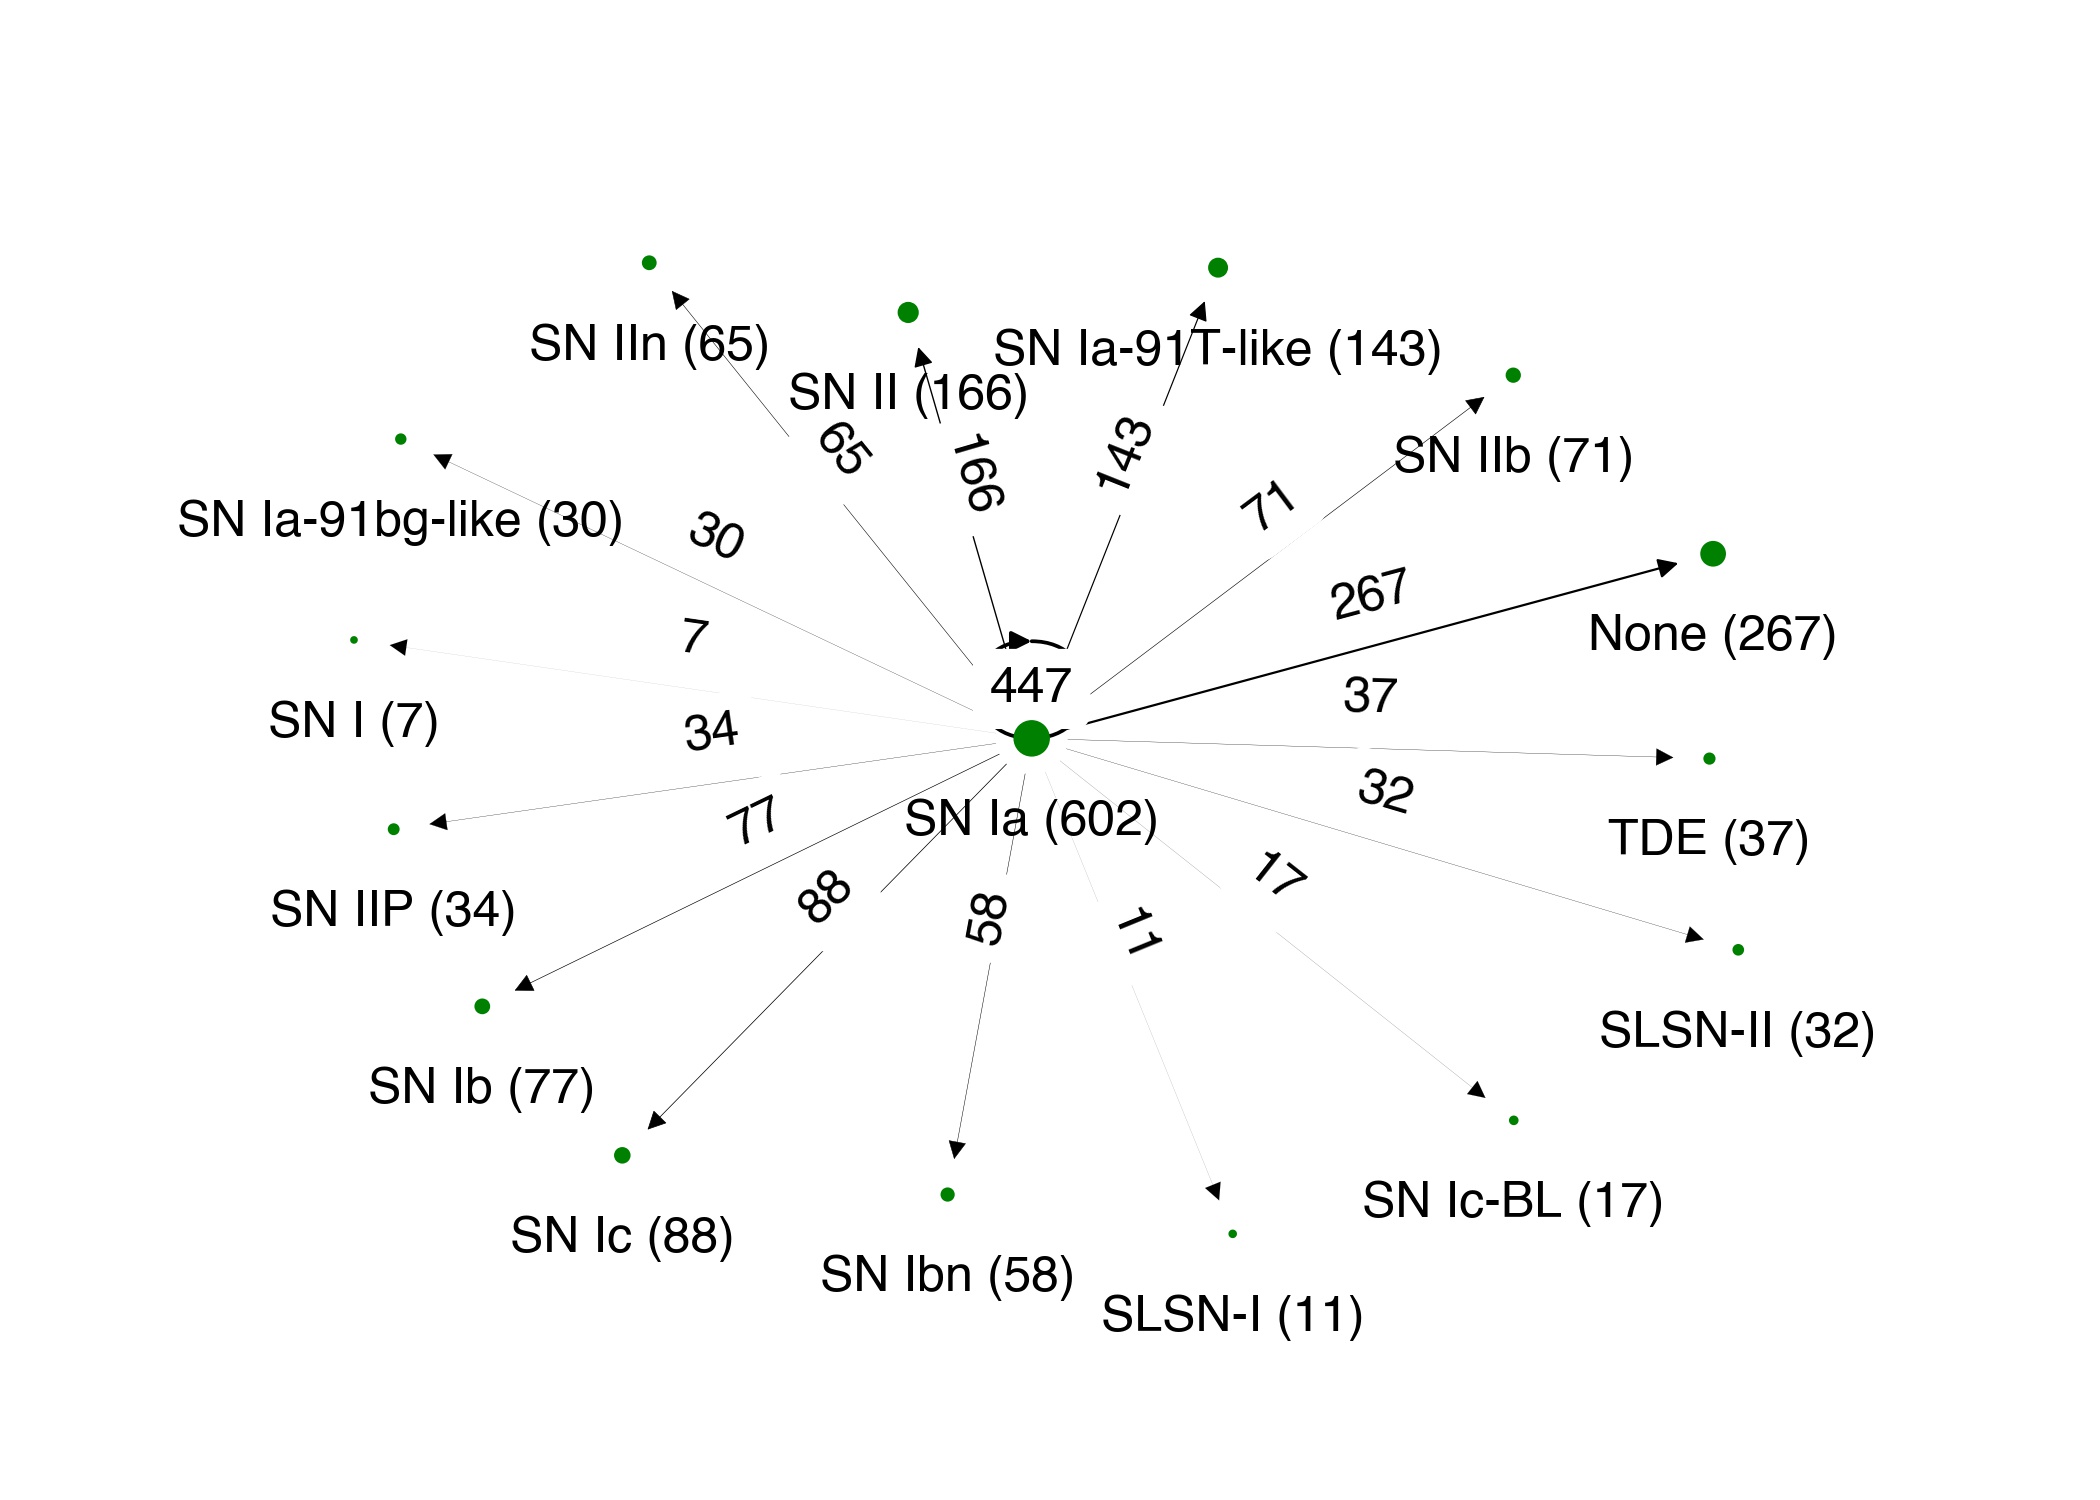 SN IIn (65)
SN Ia-91T-like (143)
SN II (166)
65
166
143
SN IIb (71)
71
SN Ia-91bg-like (30)
30
267
None (267)
7
447
37
SN I (7)
34
32
77
SN Ia (602)
TDE (37)
88
17
SN IIP (34)
58
11
SLSN-II (32)
SN Ib (77)
SN Ic-BL (17)
SN Ic (88)
SN Ibn (58)
SLSN-I (11)